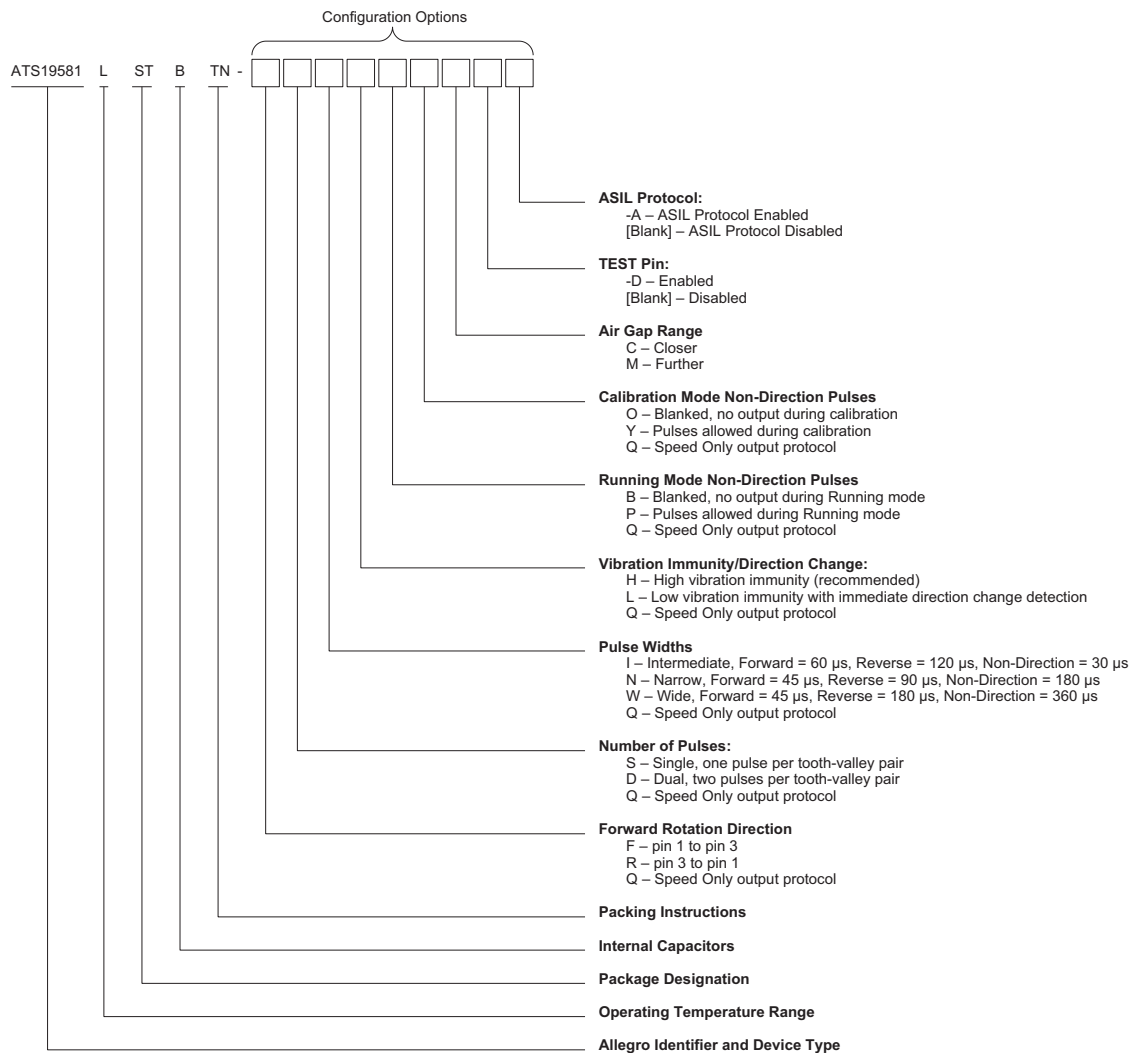 Configuration Options
ATS19581 L ST B TN -
ASIL Protocol:
-A – ASIL Protocol Enabled
[Blank] – ASIL Protocol Disabled
TEST Pin:
-D – Enabled
[Blank] – Disabled
Air Gap Range
C – Closer
M – Further
Calibration Mode Non-Direction Pulses
O – Blanked, no output during calibration
Y – Pulses allowed during calibration
Q – Speed Only output protocol
Running Mode Non-Direction Pulses
B – Blanked, no output during Running mode
P – Pulses allowed during Running mode
Q – Speed Only output protocol
Vibration Immunity/Direction Change:
H – High vibration immunity (recommended)
L – Low vibration immunity with immediate direction change detection
Q – Speed Only output protocol
Pulse Widths
I – Intermediate, Forward = 60 µs, Reverse = 120 µs, Non-Direction = 30 µs
N – Narrow, Forward = 45 µs, Reverse = 90 µs, Non-Direction = 180 µs
W – Wide, Forward = 45 µs, Reverse = 180 µs, Non-Direction = 360 µs
Q – Speed Only output protocol
Number of Pulses:
S – Single, one pulse per tooth-valley pair
D – Dual, two pulses per tooth-valley pair
Q – Speed Only output protocol
Forward Rotation Direction
F – pin 1 to pin 3
R – pin 3 to pin 1
Q – Speed Only output protocol
Packing Instructions
Internal Capacitors
Package Designation
Operating Temperature Range
Allegro Identifier and Device Type